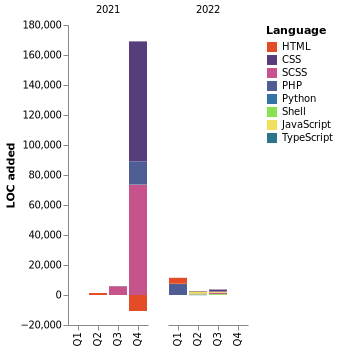 2021 2022
Language
HTML
CSS
SCSS
PHP
Python
Shell
JavaScript
TypeScript
LOC added
180,000
160,000
140,000
120,000
100,000
80,000
60,000
40,000
20,000
0
−20,000
Q1 Q2 Q3 Q4 Q1 Q2 Q3 Q4